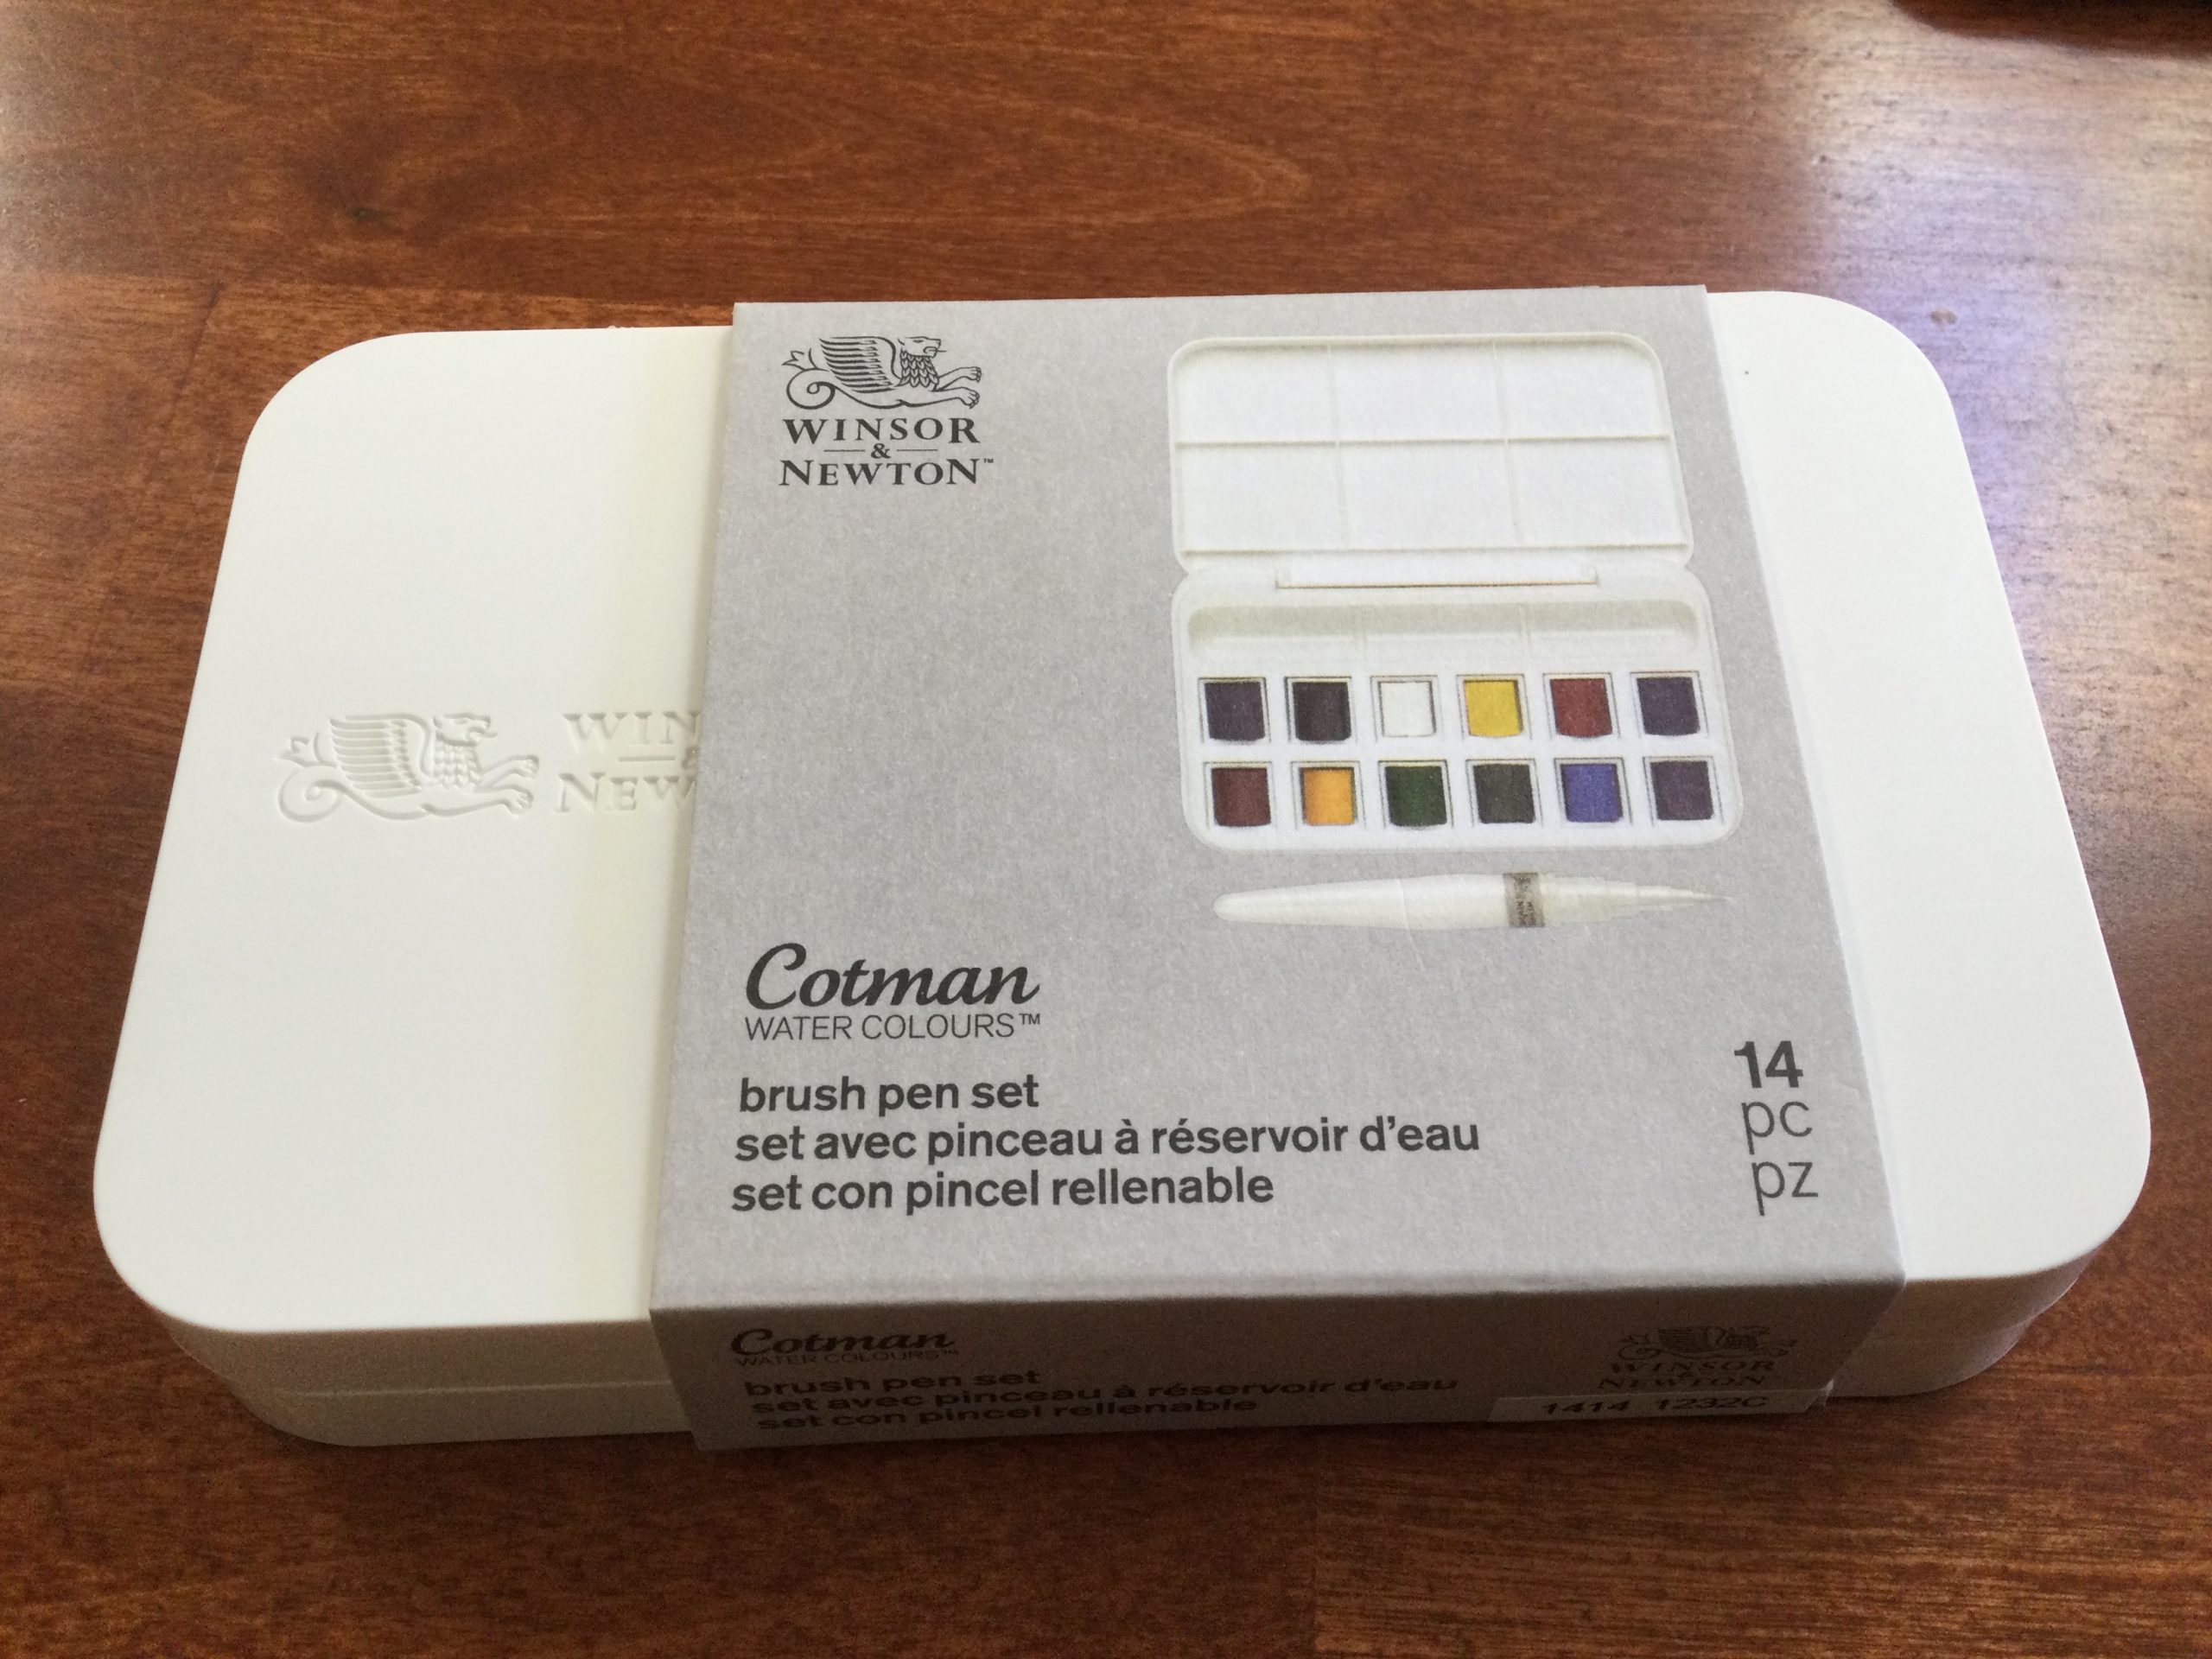 WINSOR
&
NEWTON™
WIN
NEW
Cotman
WATER COLOURS™
brush pen set
set avec pinceau à réservoir d'eau
set con pincel rellenable
14
pc
pz
Cotman
WATER COLOURS™
brush pen set
set avec pinceau à réservoir d'eau
set con pincel rellenable
WINSOR
&
NEWTON
1414 1232C